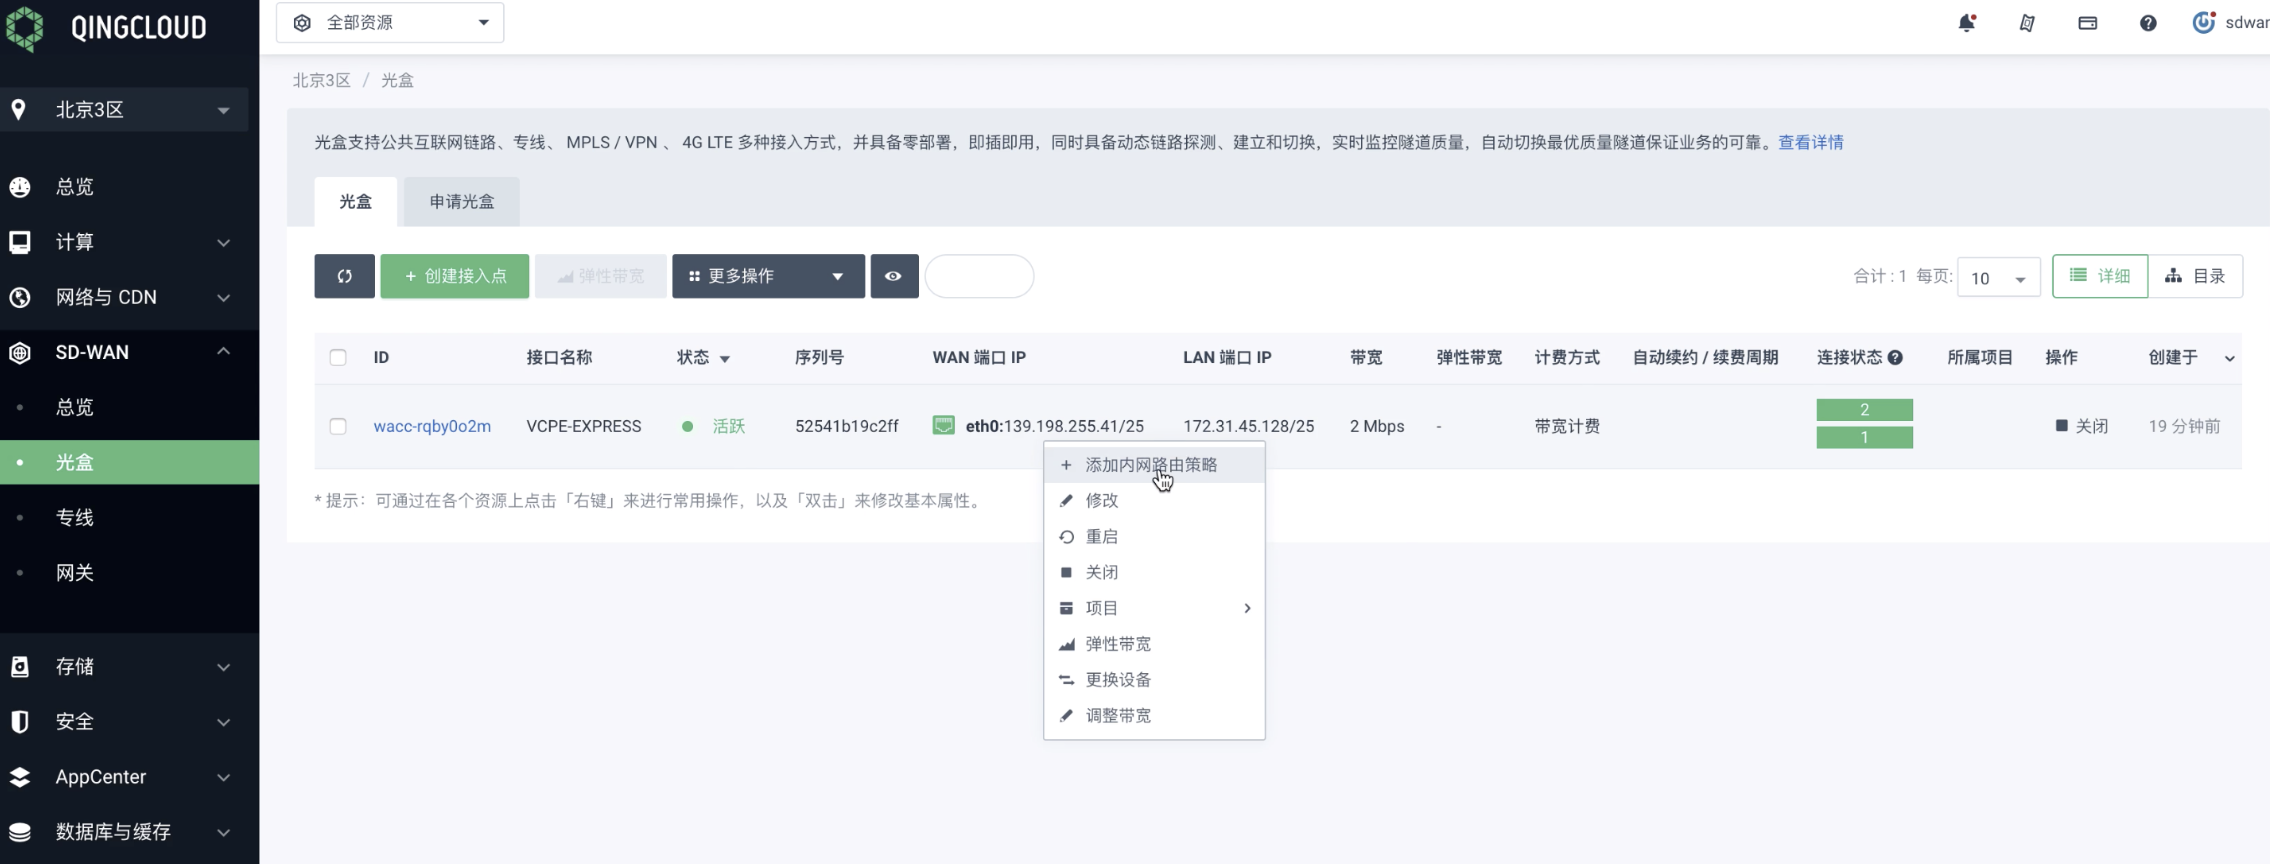 QINGCLOUD
全部资源
sdwan
北京3区
北京3区 / 光盒
光盒支持公共互联网链路、专线、 MPLS / VPN 、 4G LTE 多种接入方式，并具备零部署，即插即用，同时具备动态链路探测、建立和切换，实时监控隧道质量，自动切换最优质量隧道保证业务的可靠。查看详情
光盒
申请光盒
总览
计算
网络与 CDN
SD-WAN
总览
光盒
专线
网关
存储
安全
AppCenter
数据库与缓存
+ 创建接入点
弹性带宽
更多操作
合计 : 1 每页: 10
详细
目录
ID 接口名称 状态 序列号 WAN 端口 IP LAN 端口 IP 带宽 弹性带宽 计费方式 自动续约 / 续费周期 连接状态 所属项目 操作 创建于
wacc-rqby0o2m VCPE-EXPRESS 活跃 52541b19c2ff eth0:139.198.255.41/25 172.31.45.128/25 2 Mbps - 带宽计费 2 1 关闭 19 分钟前
* 提示：可通过在各个资源上点击「右键」来进行常用操作，以及「双击」来修改基本属性。
+ 添加内网路由策略
修改
重启
关闭
项目
弹性带宽
更换设备
调整带宽